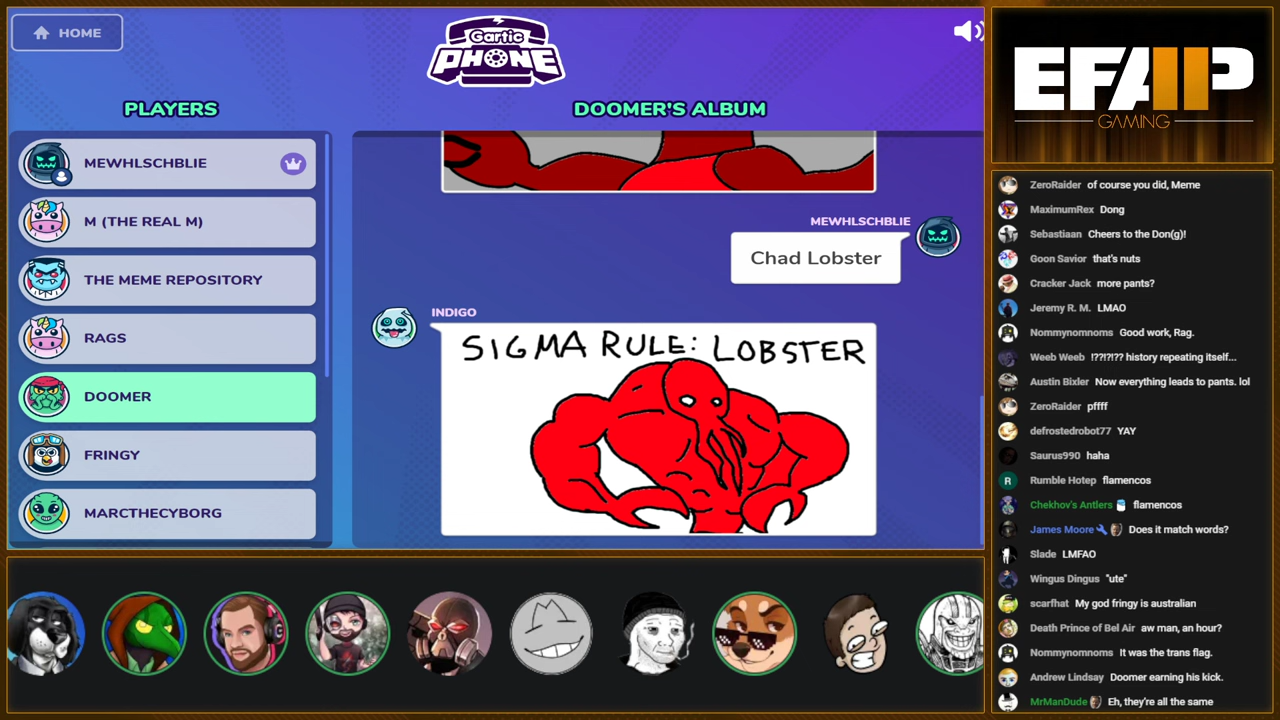 HOME
Gartic
PHONE
PLAYERS
MEWHLSCHBLIE
M (THE REAL M)
THE MEME REPOSITORY
RAGS
DOOMER
FRINGY
MARCTHECYBORG
DOOMER'S ALBUM
MEWHLSCHBLIE
Chad Lobster
INDIGO
SIGMA RULE: LOBSTER
EFAP
GAMING
ZeroRaider of course you did, Meme
MaximumRex Dong
Sebastiaan Cheers to the Don(g)!
Goon Savior that's nuts
Cracker Jack more pants?
Jeremy R. M. LMAO
Nommynomnoms Good work, Rag.
Weeb Weeb !??!?!?? history repeating itself...
Austin Bixler Now everything leads to pants. lol
ZeroRaider pffff
defrostedrobot77 YAY
Saurus990 haha
R Rumble Hotep flamencos
Chekhov's Antlers flamencos
James Moore Does it match words?
Slade LMFAO
Wingus Dingus "ute"
scarfhat My god fringy is australian
Death Prince of Bel Air aw man, an hour?
Nommynomnoms It was the trans flag.
Andrew Lindsay Doomer earning his kick.
MrManDude Eh, they're all the same